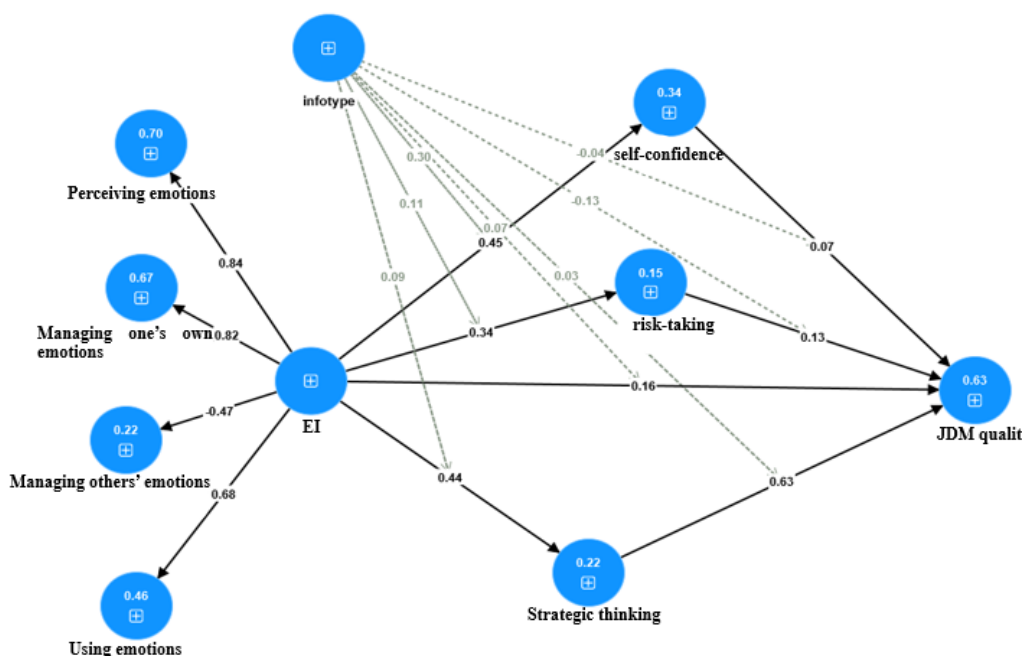 infotype
0.34
self-confidence
0.70
Perceiving emotions
-0.04
0.30
-0.13
0.11
0.07
0.45
0.07
0.84
0.09
0.03
0.67
Managing one’s own
emotions
0.82
0.15
risk-taking
0.34
0.13
EI
0.16
0.63
JDM qualit
-0.47
0.22
Managing others’ emotions
0.44
0.63
0.68
0.22
Strategic thinking
0.46
Using emotions